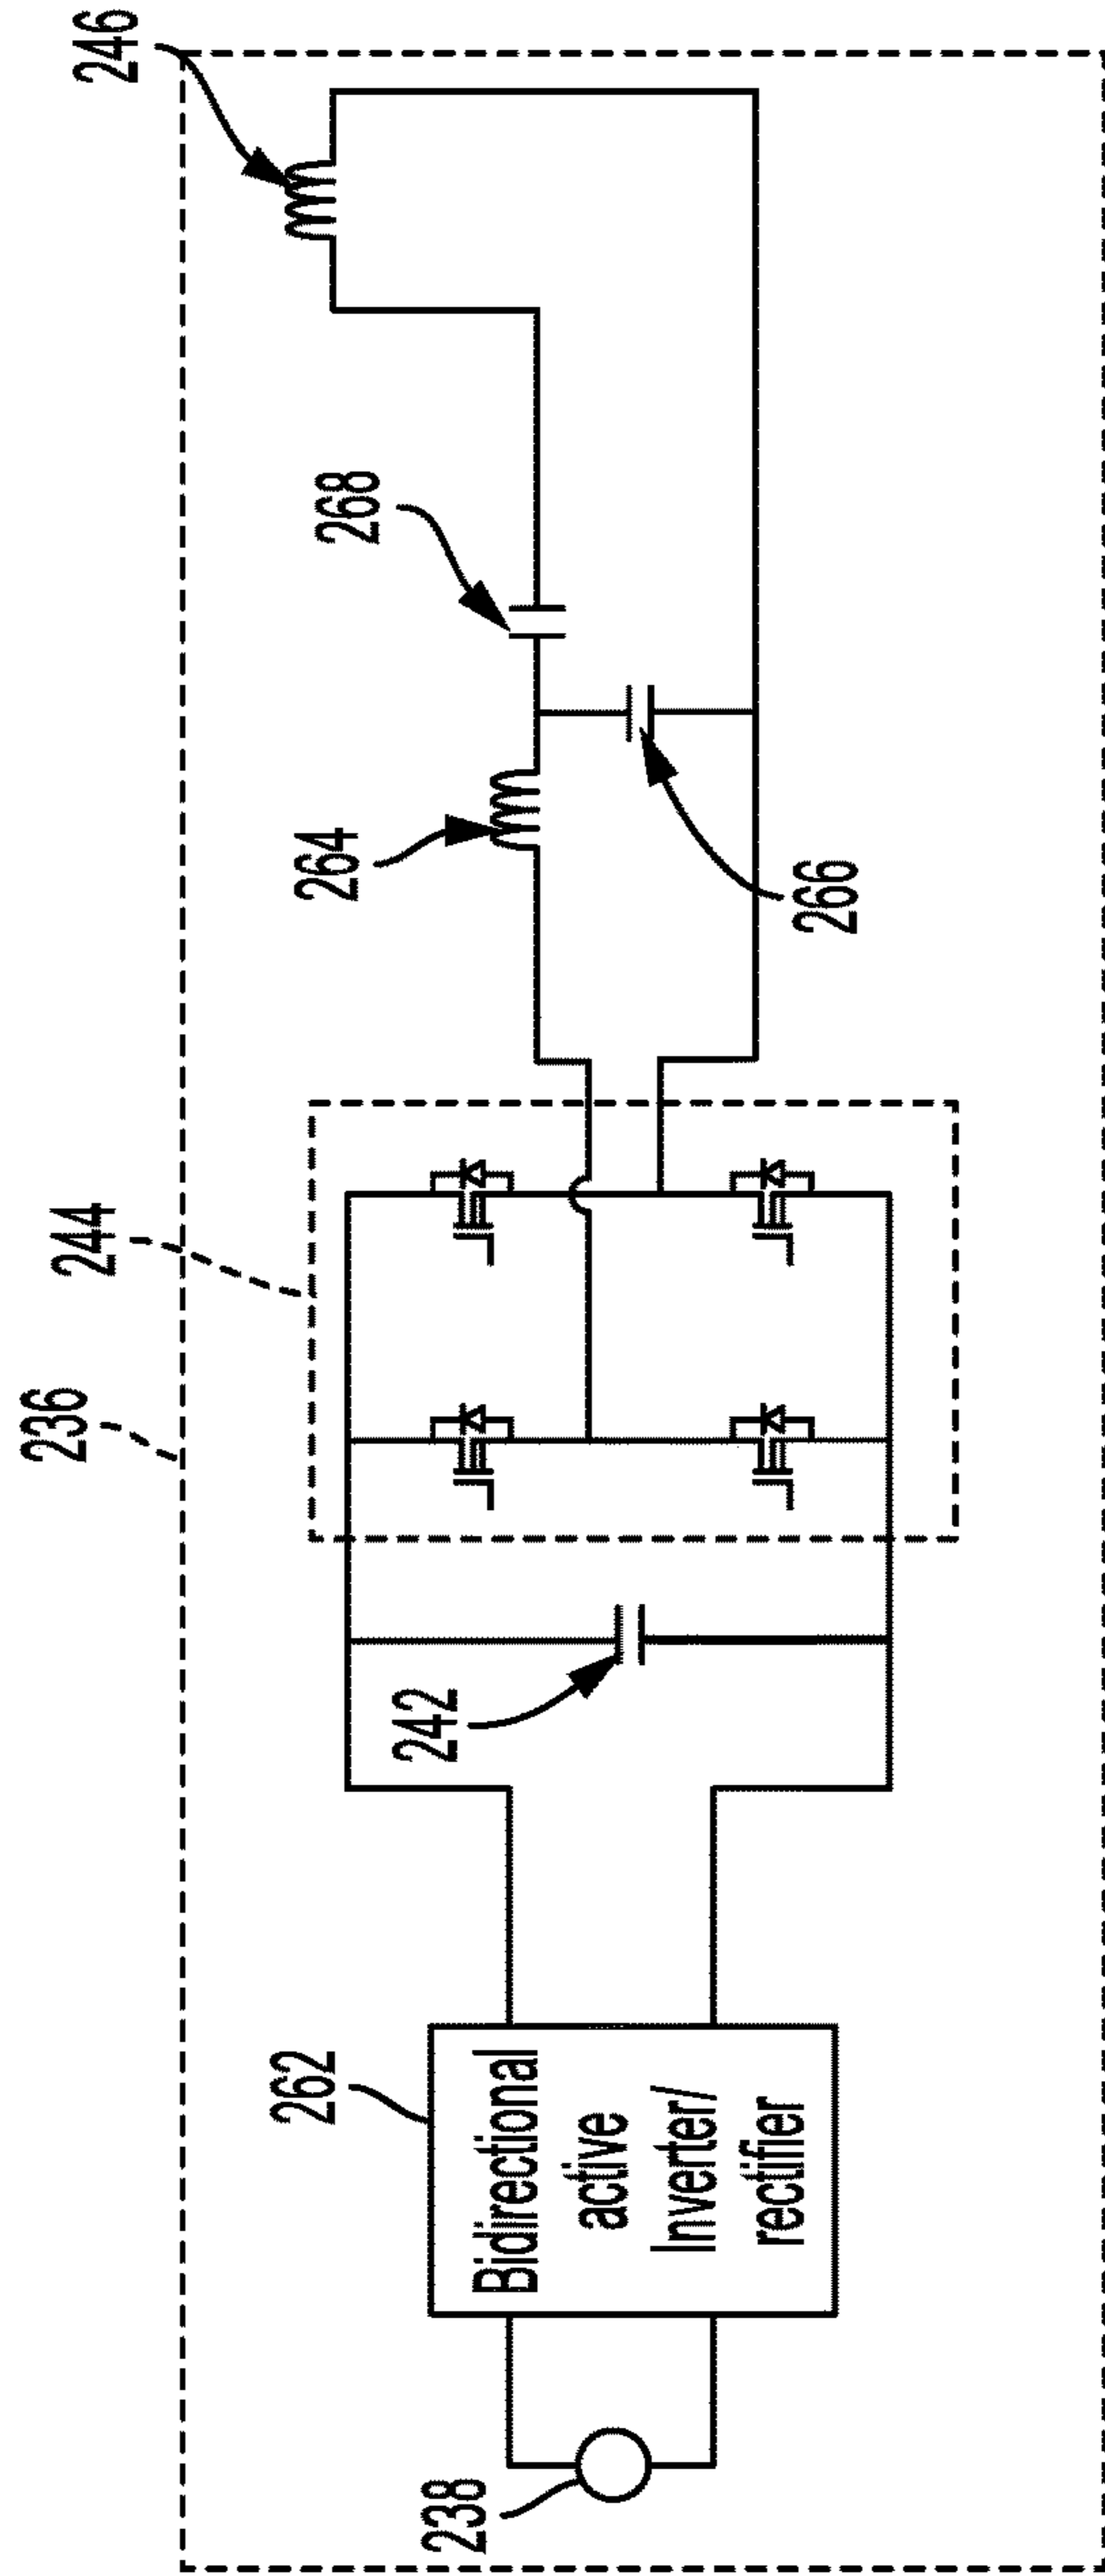 236
244
246
238
262
Bidirectional
active
Inverter/
rectifier
242
264
268
266